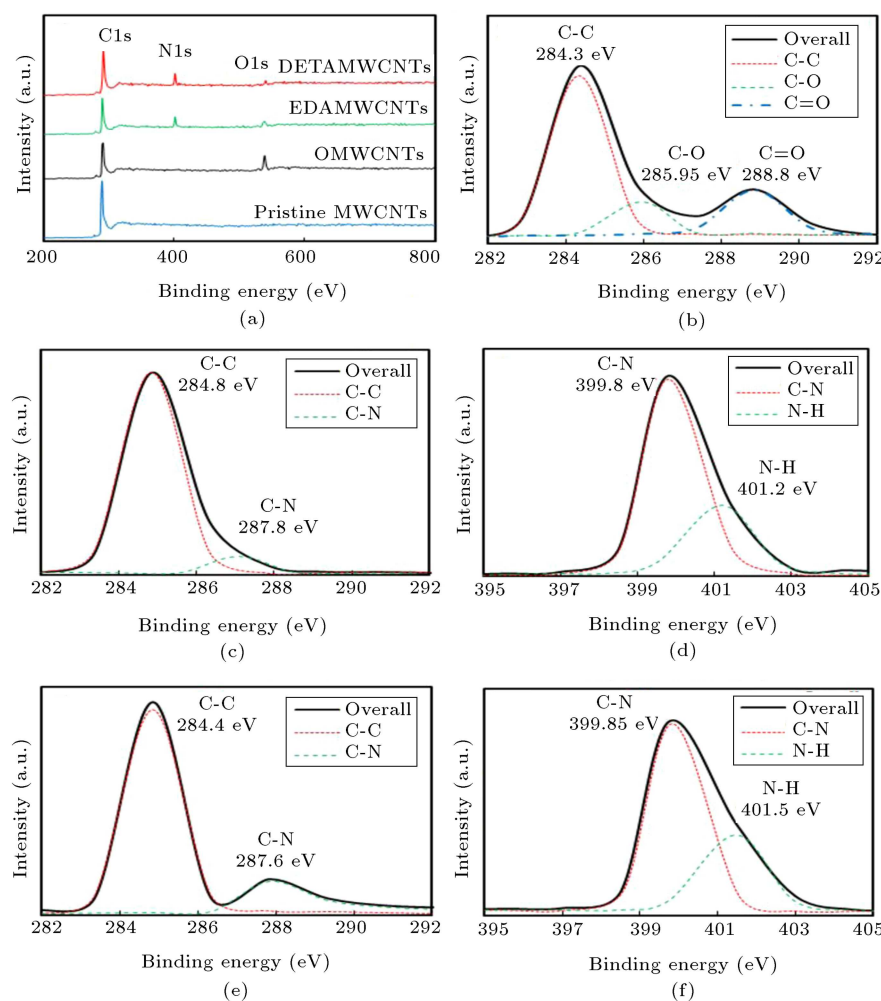 C1s
N1s
O1s
DETAMWCNTs
EDAMWCNTs
OMWCNTs
Pristine MWCNTs
Intensity (a.u.)
200
400
600
800
Binding energy (eV)
(a)
C-C
284.3 eV
C-O
285.95 eV
C=O
288.8 eV
Overall
C-C
C-O
C=O
Intensity (a.u.)
282
284
286
288
290
292
Binding energy (eV)
(b)
C-C
284.8 eV
C-N
287.8 eV
Overall
C-C
C-N
Intensity (a.u.)
282
284
286
288
290
292
Binding energy (eV)
(c)
C-N
399.8 eV
N-H
401.2 eV
Overall
C-N
N-H
Intensity (a.u.)
395
397
399
401
403
405
Binding energy (eV)
(d)
C-C
284.4 eV
C-N
287.6 eV
Overall
C-C
C-N
Intensity (a.u.)
282
284
286
288
290
292
Binding energy (eV)
(e)
C-N
399.85 eV
N-H
401.5 eV
Overall
C-N
N-H
Intensity (a.u.)
395
397
399
401
403
405
Binding energy (eV)
(f)